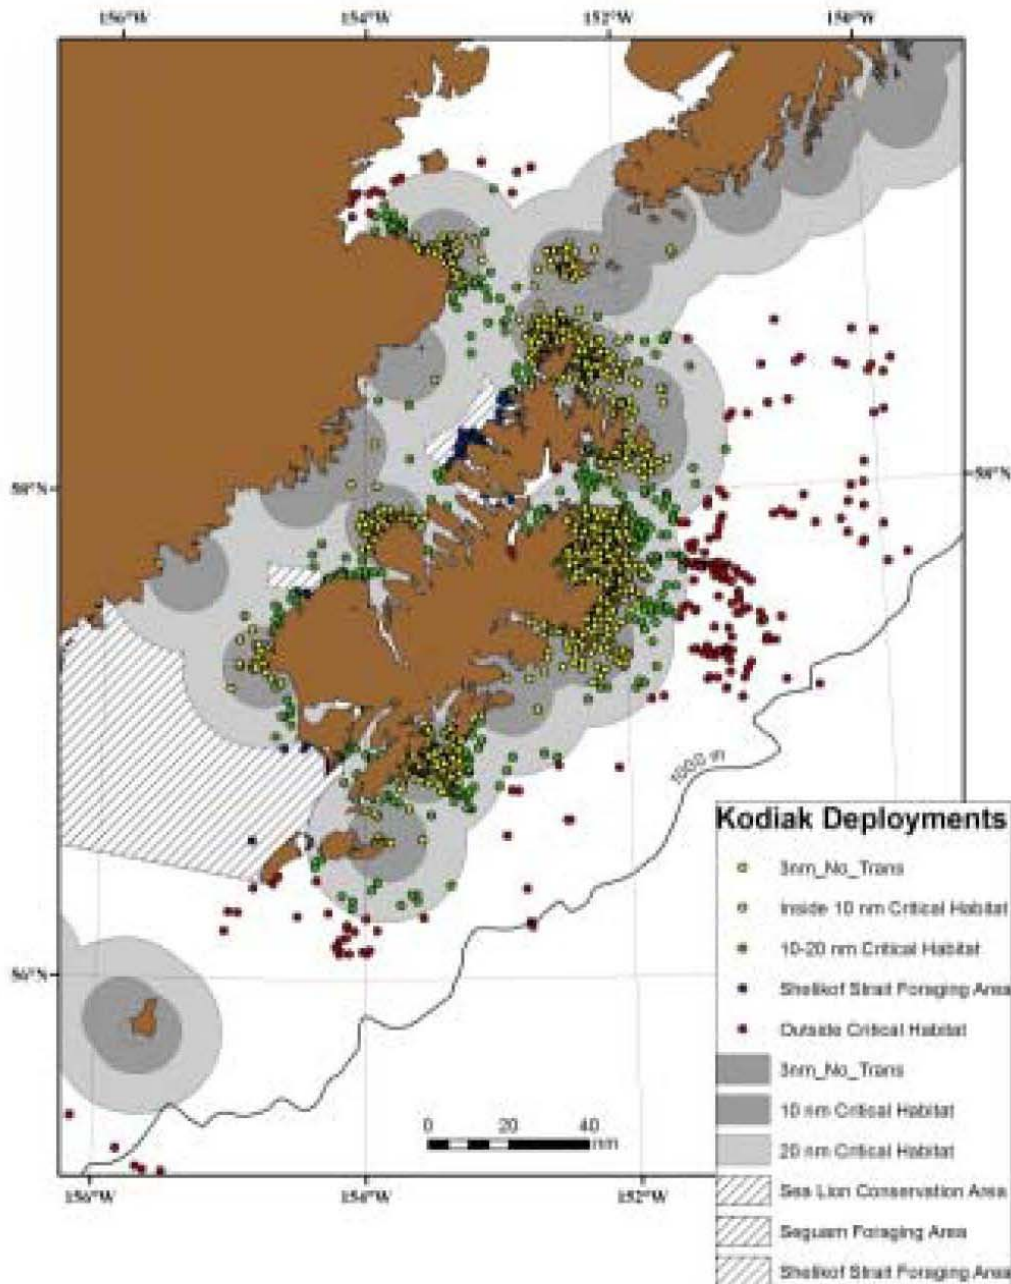 156°W 154°W 152°W 150°W
58°N 58°N
1000 m
56°N
0 20 40
nm
156°W 154°W 152°W
Kodiak Deployments
3nm_No_Trans
Inside 10 nm Critical Habitat
10-20 nm Critical Habitat
Shelikof Strait Foraging Area
Outside Critical Habitat
3nm_No_Trans
10 nm Critical Habitat
20 nm Critical Habitat
Sea Lion Conservation Area
Seguam Foraging Area
Shelikof Strait Foraging Area